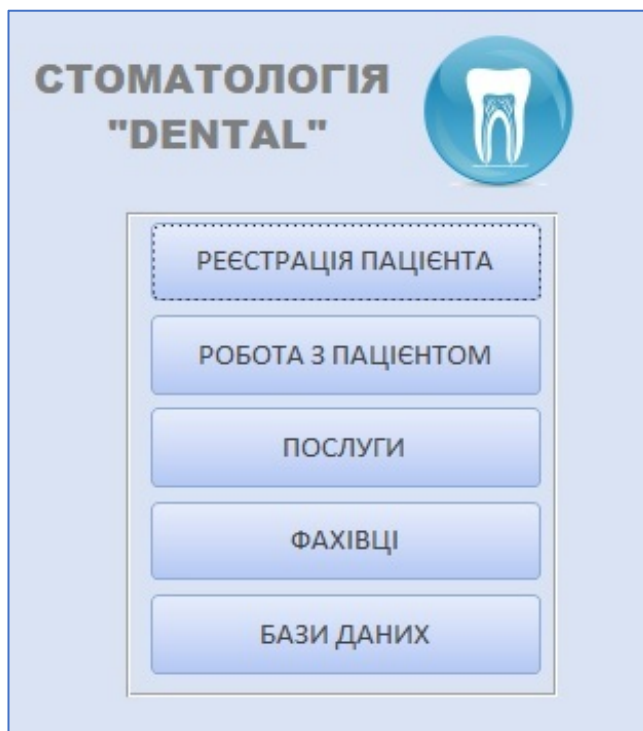 СТОМАТОЛОГІЯ
"DENTAL"
РЕЄСТРАЦІЯ ПАЦІЄНТА
РОБОТА З ПАЦІЄНТОМ
ПОСЛУГИ
ФАХІВЦІ
БАЗИ ДАНИХ